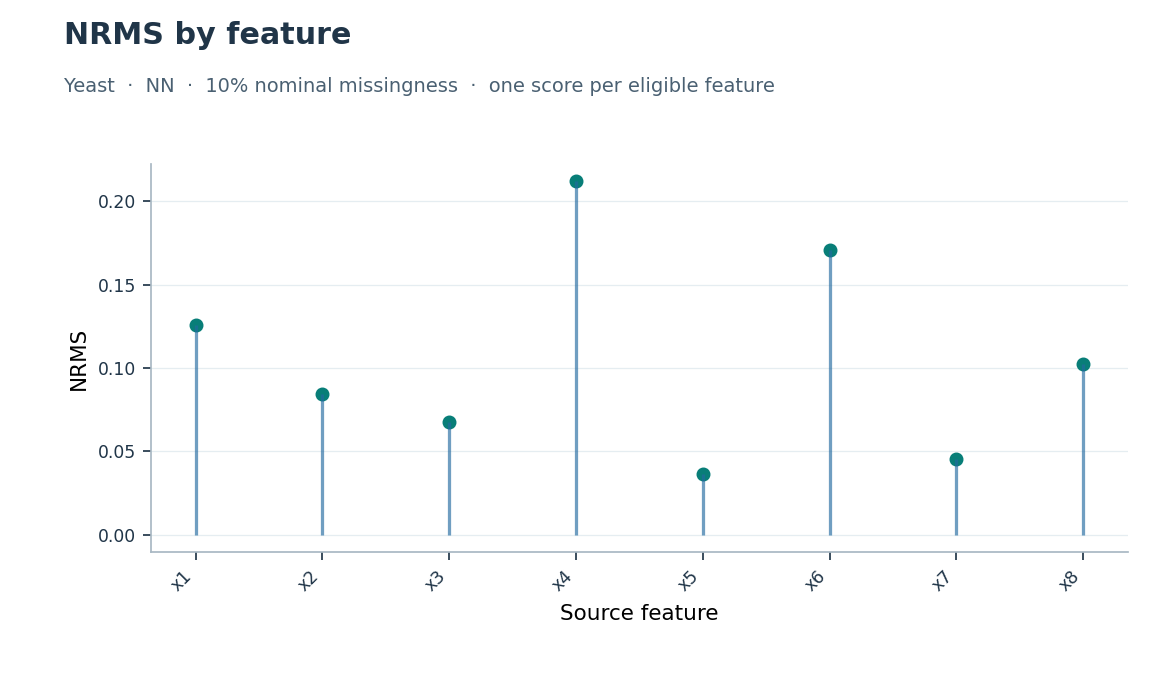 NRMS by feature
Yeast · NN · 10% nominal missingness · one score per eligible feature
NRMS
0.20
0.15
0.10
0.05
0.00
x1 x2 x3 x4 x5 x6 x7 x8
Source feature